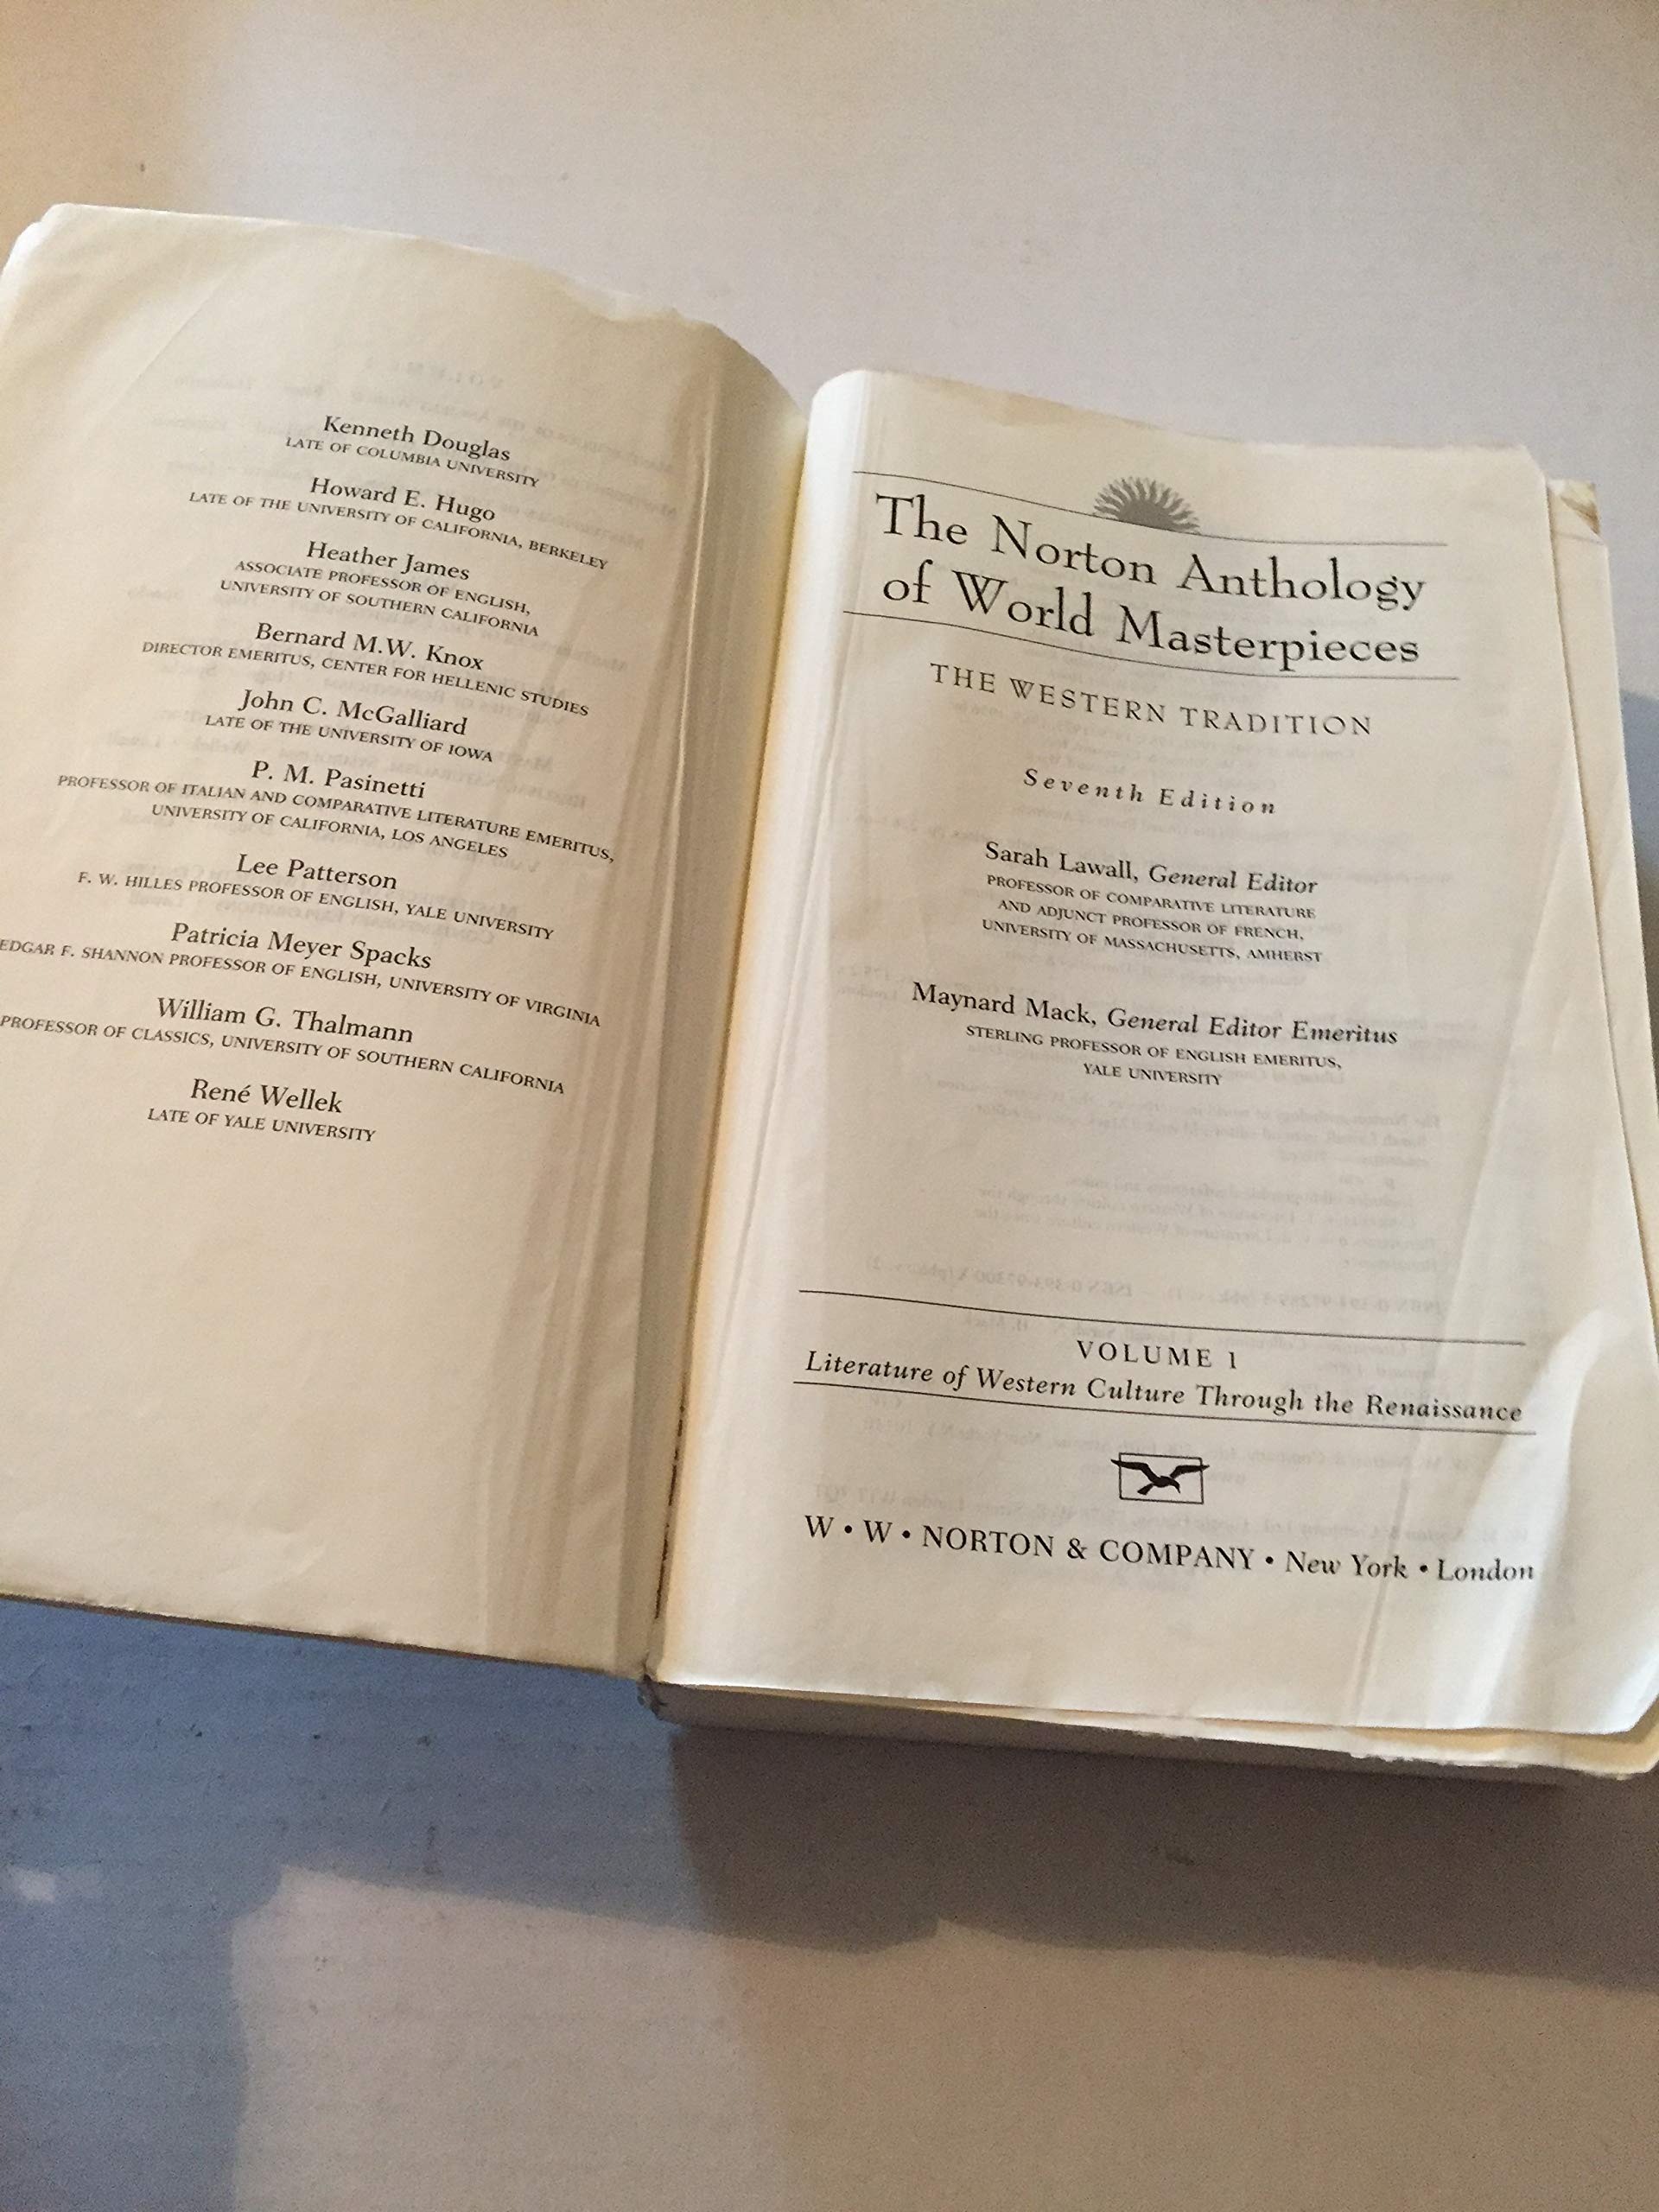 Kenneth Douglas
LATE OF COLUMBIA UNIVERSITY
Howard E. Hugo
LATE OF THE UNIVERSITY OF CALIFORNIA, BERKELEY
Heather James
ASSOCIATE PROFESSOR OF ENGLISH,
UNIVERSITY OF SOUTHERN CALIFORNIA
Bernard M.W. Knox
DIRECTOR EMERITUS, CENTER FOR HELLENIC STUDIES
John C. McGalliard
LATE OF THE UNIVERSITY OF IOWA
P. M. Pasinetti
PROFESSOR OF ITALIAN AND COMPARATIVE LITERATURE EMERITUS,
UNIVERSITY OF CALIFORNIA, LOS ANGELES
Lee Patterson
F. W. HILLES PROFESSOR OF ENGLISH, YALE UNIVERSITY
Patricia Meyer Spacks
EDGAR F. SHANNON PROFESSOR OF ENGLISH, UNIVERSITY OF VIRGINIA
William G. Thalmann
PROFESSOR OF CLASSICS, UNIVERSITY OF SOUTHERN CALIFORNIA
René Wellek
LATE OF YALE UNIVERSITY
The Norton Anthology
of World Masterpieces
THE WESTERN TRADITION
Seventh Edition
Sarah Lawall, General Editor
PROFESSOR OF COMPARATIVE LITERATURE
AND ADJUNCT PROFESSOR OF FRENCH,
UNIVERSITY OF MASSACHUSETTS, AMHERST
Maynard Mack, General Editor Emeritus
STERLING PROFESSOR OF ENGLISH EMERITUS,
YALE UNIVERSITY
VOLUME 1
Literature of Western Culture Through the Renaissance
W • W • NORTON & COMPANY • New York • London